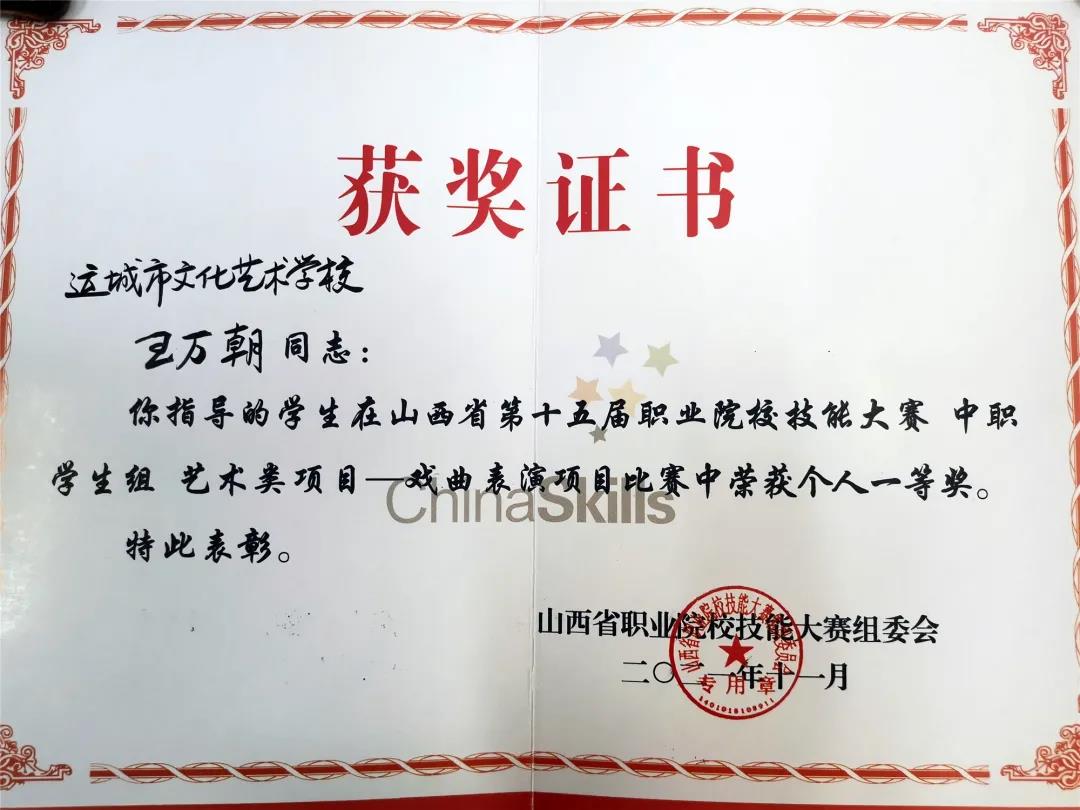 获奖证书
运城市文化艺术学校
王万朝 同志：
你指导的学生在山西省第十五届职业院校技能大赛 中职
学生组 艺术类项目—戏曲表演项目比赛中荣获个人一等奖。
ChinaSkills
特此表彰。
山西省职业院校技能大赛组委会
二〇二一年十一月
专用章